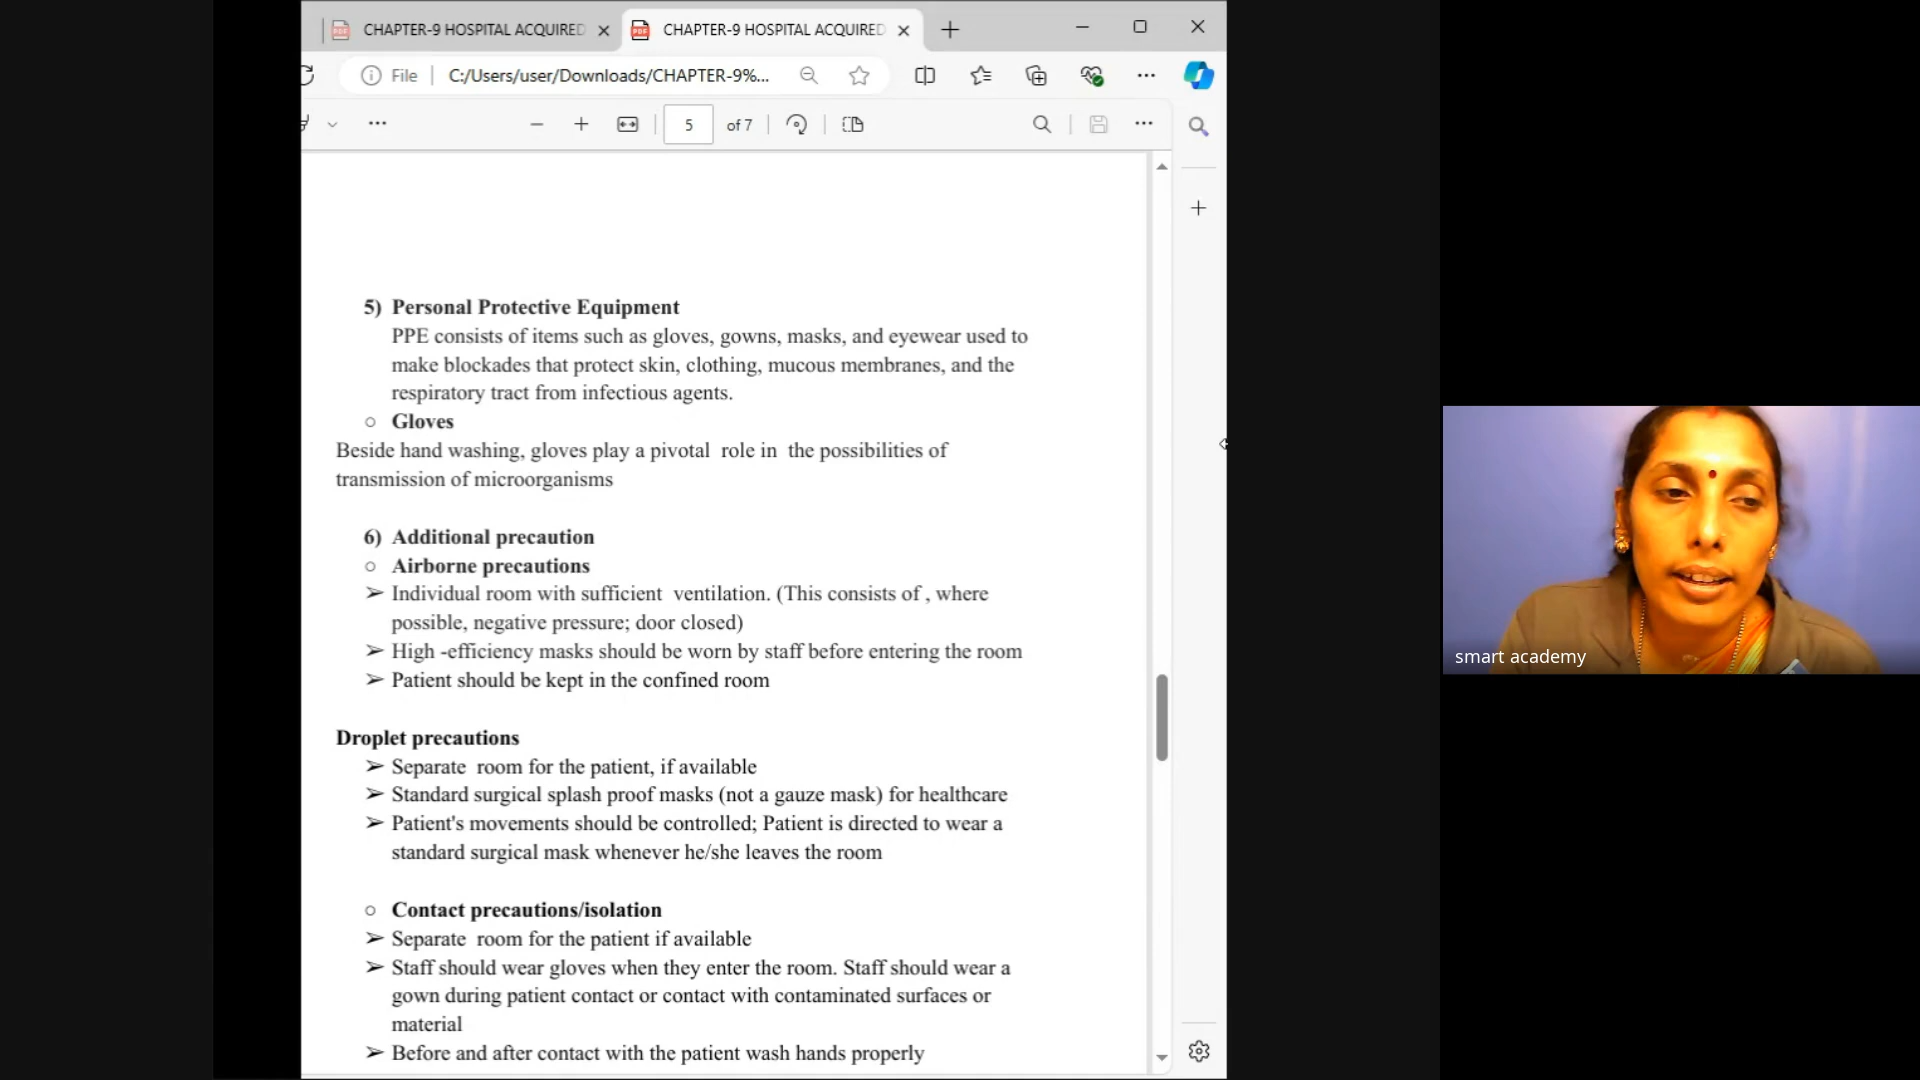 CHAPTER-9 HOSPITAL ACQUIRED
CHAPTER-9 HOSPITAL ACQUIRED
File
C:/Users/user/Downloads/CHAPTER-9%...
5
of 7
5) Personal Protective Equipment
PPE consists of items such as gloves, gowns, masks, and eyewear used to
make blockades that protect skin, clothing, mucous membranes, and the
respiratory tract from infectious agents.
○ Gloves
Beside hand washing, gloves play a pivotal  role in  the possibilities of
transmission of microorganisms
6) Additional precaution
○ Airborne precautions
➢ Individual room with sufficient  ventilation. (This consists of , where
possible, negative pressure; door closed)
➢ High -efficiency masks should be worn by staff before entering the room
➢ Patient should be kept in the confined room
Droplet precautions
➢ Separate  room for the patient, if available
➢ Standard surgical splash proof masks (not a gauze mask) for healthcare
➢ Patient's movements should be controlled; Patient is directed to wear a
standard surgical mask whenever he/she leaves the room
○ Contact precautions/isolation
➢ Separate  room for the patient if available
➢ Staff should wear gloves when they enter the room. Staff should wear a
gown during patient contact or contact with contaminated surfaces or
material
➢ Before and after contact with the patient wash hands properly
smart academy